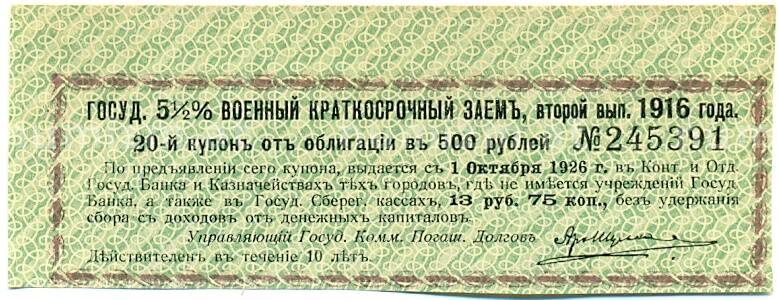 ГОСУД. 5½% ВОЕННЫЙ КРАТКОСРОЧНЫЙ ЗАЕМЪ, второй вып. 1916 года.
20-й купонъ отъ облигаціи въ 500 рублей №245391
По предъявленіи сего купона, выдается съ 1 Октября 1926 г. въ Конт. и Отд.
Госуд. Банка и Казначействахъ тѣхъ городовъ, гдѣ не имѣется учрежденій Госуд.
Банка, а также въ Госуд. Сберег. кассахъ, 13 руб. 75 коп., безъ удержанія
сбора съ доходовъ отъ денежныхъ капиталовъ.
Управляющій Госуд. Комм. Погаш. Долговъ
Дѣйствителенъ въ теченіе 10 лѣтъ.